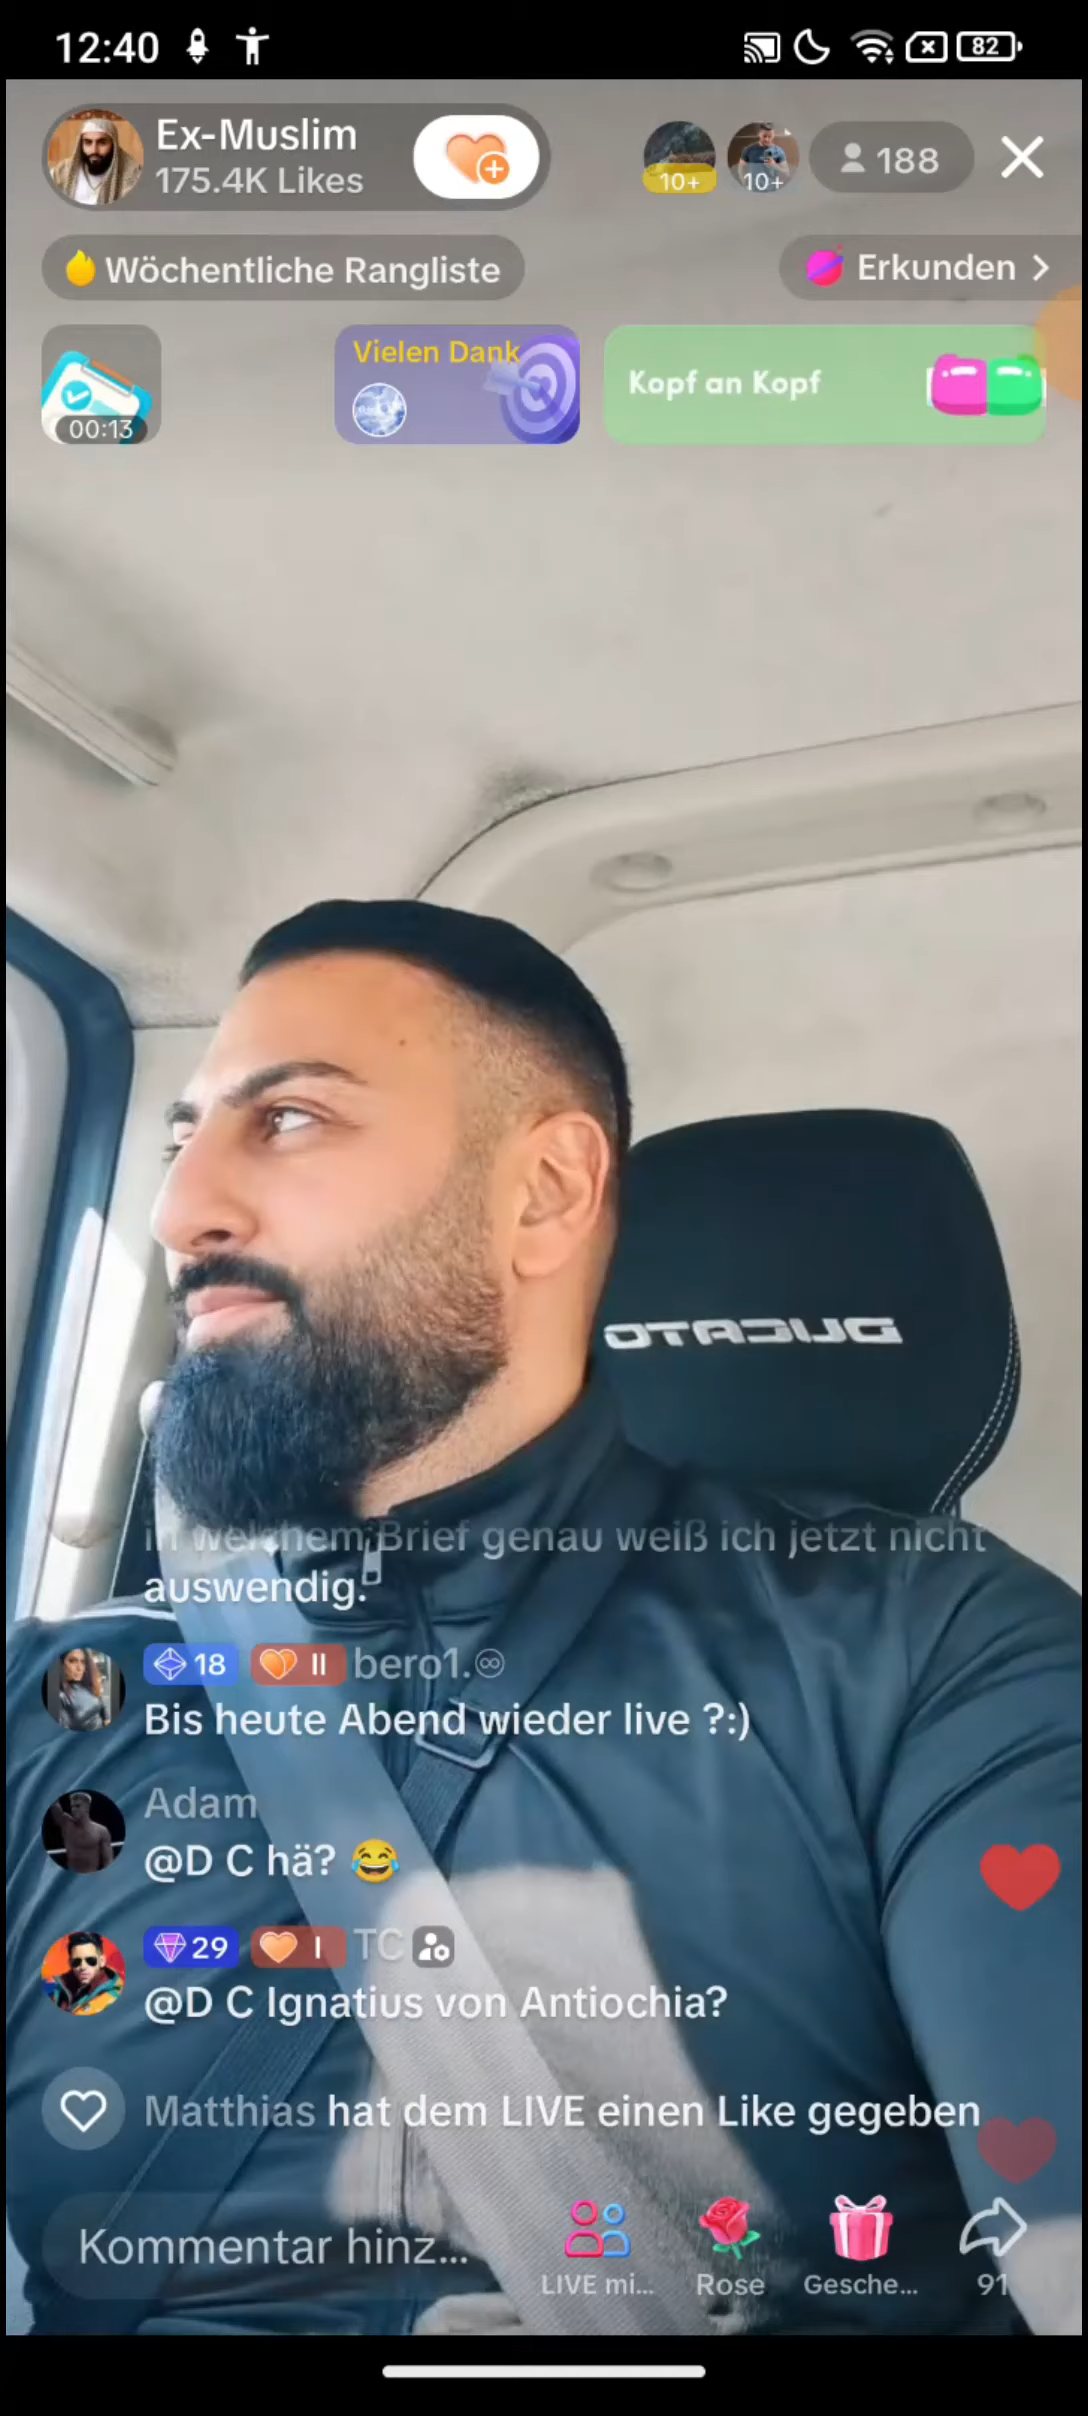 12:40
82
Ex-Muslim
175.4K Likes
10+
10+
188
Wöchentliche Rangliste
Erkunden
00:13
Vielen Dank
Kopf an Kopf
DUCATO
in welchem Brief genau weiß ich jetzt nicht
auswendig.
18
II
bero1.♾
Bis heute Abend wieder live ?:)
Adam
@D C hä? 😂
29
I
TC
@D C Ignatius von Antiochia?
Matthias hat dem LIVE einen Like gegeben
Kommentar hinz...
LIVE mi...
Rose
Gesche...
91